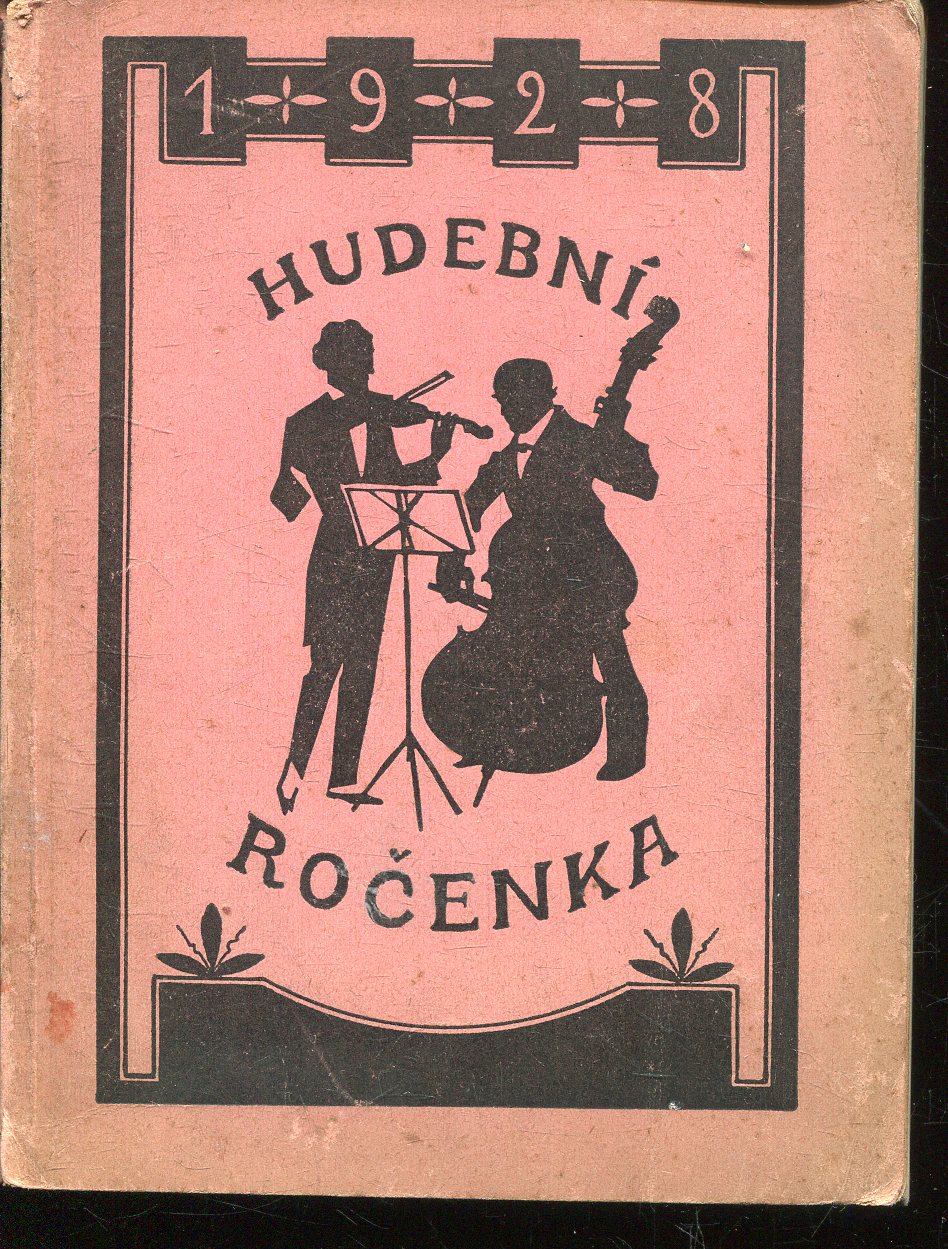 1928
HUDEBNÍ
ROČENKA